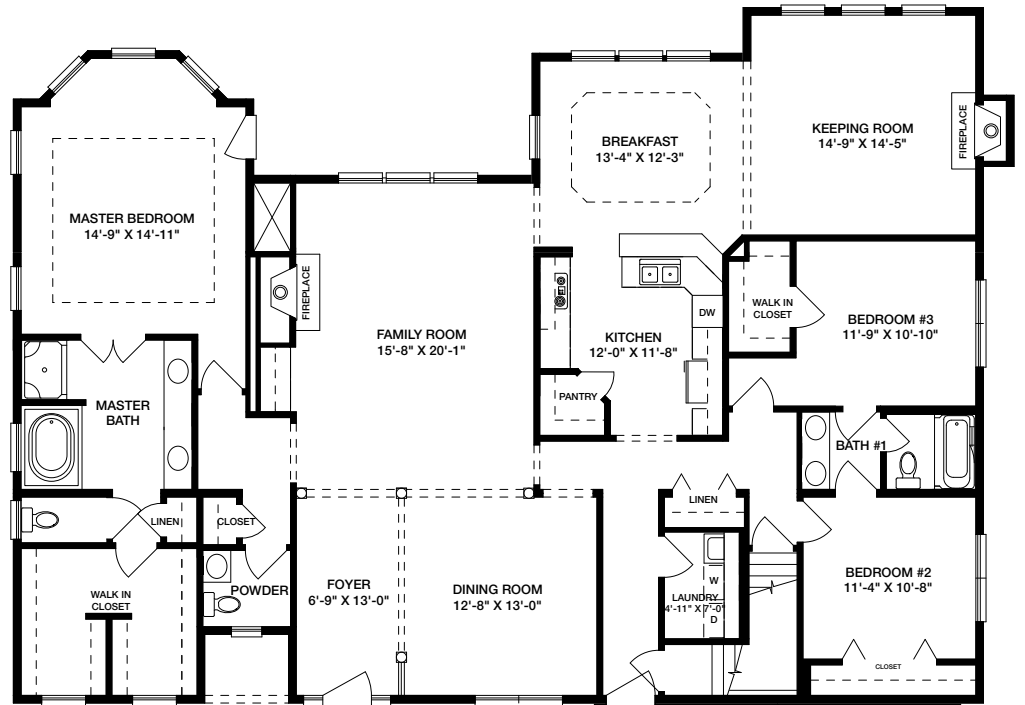 KEEPING ROOM
14'-9" X 14'-5"
FIREPLACE
BREAKFAST
13'-4" X 12'-3"
MASTER BEDROOM
14'-9" X 14'-11"
FIREPLACE
FAMILY ROOM
15'-8" X 20'-1"
KITCHEN
12'-0" X 11'-8"
DW
WALK IN
CLOSET
BEDROOM #3
11'-9" X 10'-10"
PANTRY
MASTER
BATH
BATH #1
LINEN
CLOSET
LINEN
POWDER
FOYER
6'-9" X 13'-0"
DINING ROOM
12'-8" X 13'-0"
WALK IN
CLOSET
W
LAUNDRY
4'-11" X 7'-0"
D
BEDROOM #2
11'-4" X 10'-8"
CLOSET